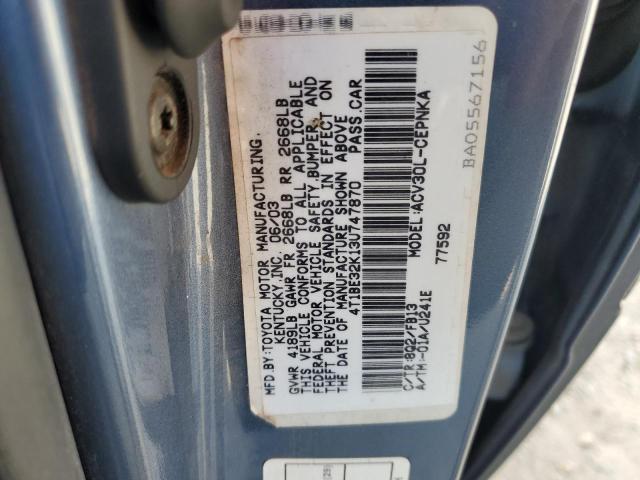 MFD.BY:TOYOTA MOTOR MANUFACTURING.
KENTUCKY, INC. 06/03
GVWR 4189LB GAWR FR 2668LB RR 2668LB
THIS VEHICLE CONFORMS TO ALL APPLICABLE
FEDERAL MOTOR VEHICLE SAFETY,BUMPER, AND
THEFT PREVENTION STANDARDS IN EFFECT ON
THE DATE OF MANUFACTURE SHOWN ABOVE
4T1BE32K13U747870 PASS.CAR
MODEL:ACV30L-CEPNKA
77592
C/TR:8Q2/FB13
A/TM:-01A/U241E
BA05567156